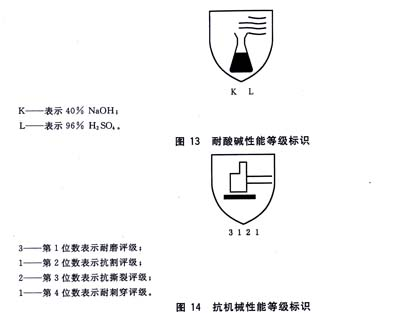 K L
K——表示 40% NaOH;
L——表示 96% H₂SO₄。
图 13 耐酸碱性能等级标识
3 1 2 1
3——第 1 位数表示耐磨评级;
1——第 2 位数表示抗割评级;
2——第 3 位数表示抗撕裂评级;
1——第 4 位数表示耐刺穿评级。
图 14 抗机械性能等级标识